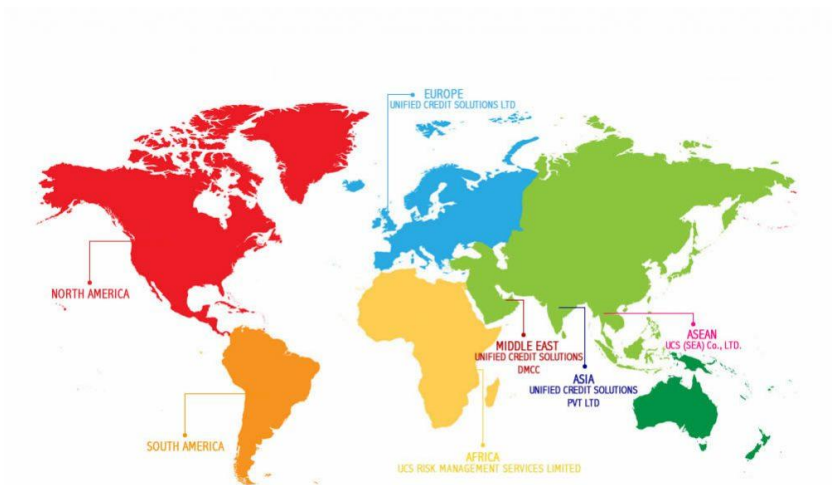 EUROPE
UNIFIED CREDIT SOLUTIONS LTD
NORTH AMERICA
MIDDLE EAST
UNIFIED CREDIT SOLUTIONS
DMCC
ASEAN
UCS (SEA) Co., LTD.
ASIA
UNIFIED CREDIT SOLUTIONS
PVT LTD
SOUTH AMERICA
AFRICA
UCS RISK MANAGEMENT SERVICES LIMITED